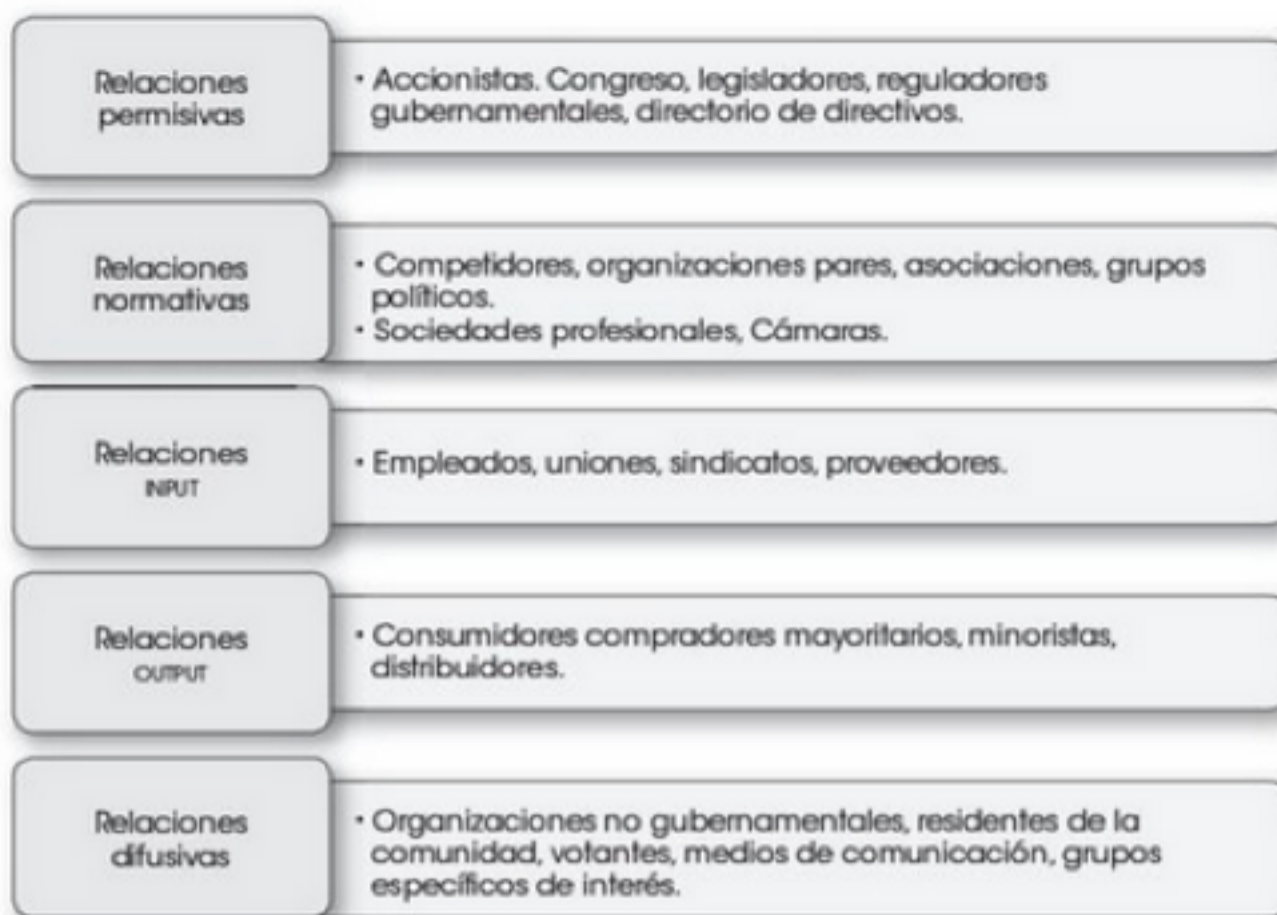 Relaciones
permisivas
• Accionistas. Congreso, legisladores, reguladores
gubernamentales, directorio de directivos.
Relaciones
normativas
• Competidores, organizaciones pares, asociaciones, grupos
políticos.
• Sociedades profesionales, Cámaras.
Relaciones
INPUT
• Empleados, uniones, sindicatos, proveedores.
Relaciones
OUTPUT
• Consumidores compradores mayoritarios, minoristas,
distribuidores.
Relaciones
difusivas
• Organizaciones no gubernamentales, residentes de la
comunidad, votantes, medios de comunicación, grupos
específicos de interés.